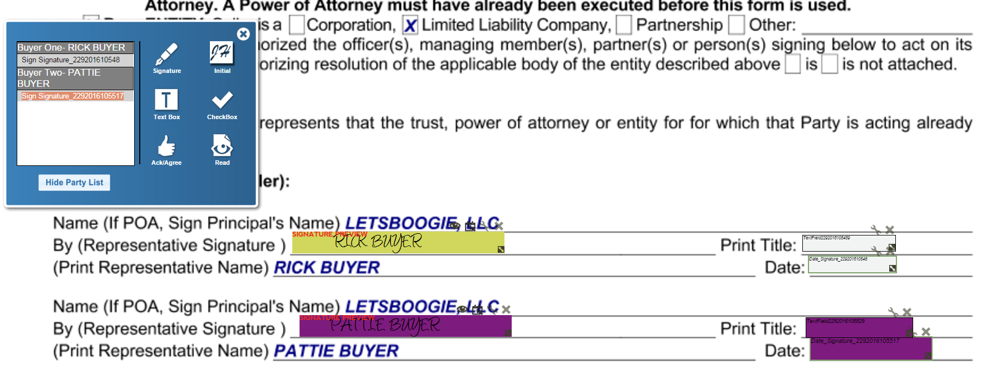 Attorney. A Power of Attorney must have already been executed before this form is used.
is a Corporation, X Limited Liability Company, Partnership Other:
orized the officer(s), managing member(s), partner(s) or person(s) signing below to act on its
orizing resolution of the applicable body of the entity described above is is not attached.
represents that the trust, power of attorney or entity for for which that Party is acting already
ler):
Buyer One- RICK BUYER
Sign Signature_229201610548
Buyer Two- PATTIE
BUYER
Sign Signature_2292016105517
Signature
Initial
Text Box
CheckBox
Ack/Agree
Read
Hide Party List
Name (If POA, Sign Principal's Name) LETSBOOGIE, LLC
SIGNATURE PREVIEW
By (Representative Signature ) RICK BUYER Print Title: TextField2292016105459
(Print Representative Name) RICK BUYER Date: Date_Signature_229201610548
Name (If POA, Sign Principal's Name) LETSBOOGIE, LLC
SIGNATURE PREVIEW
By (Representative Signature ) PATTIE BUYER Print Title: TextField2292016105529
(Print Representative Name) PATTIE BUYER Date: Date_Signature_2292016105517